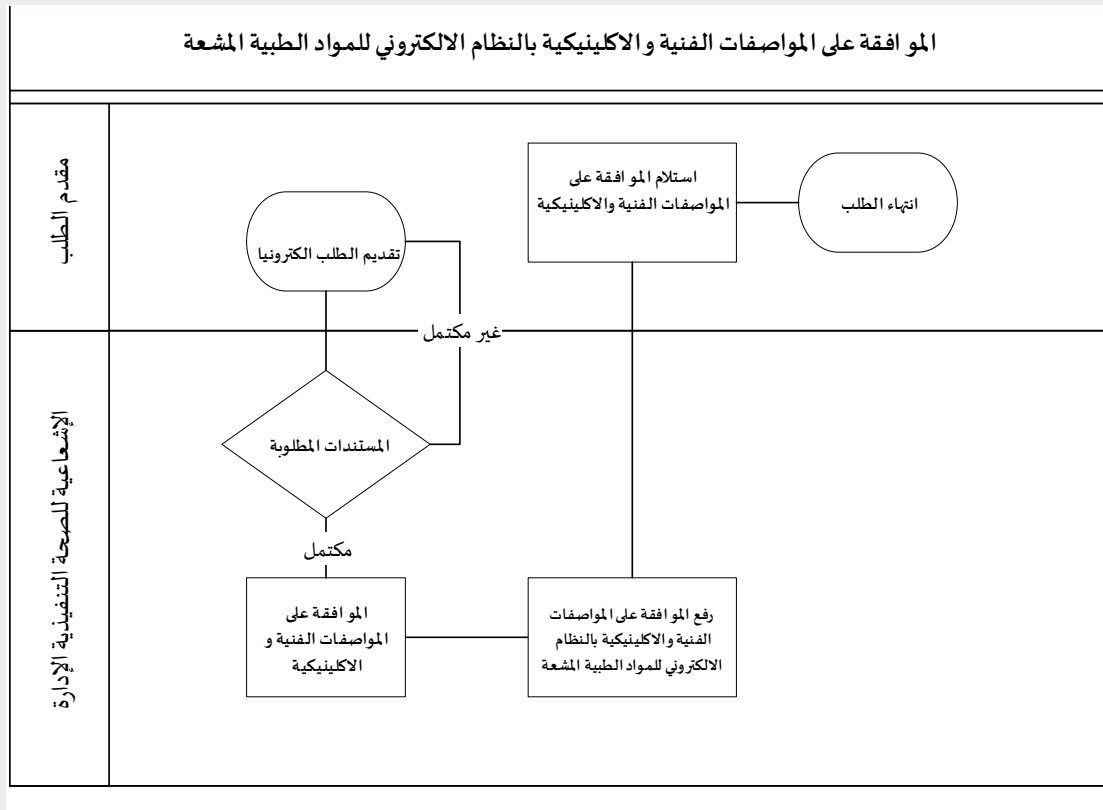 الموافقة على المواصفات الفنية والاكلينيكية بالنظام الالكتروني للمواد الطبية المشعة
مقدم الطلب
تقديم الطلب الكترونيا
استلام الموافقة على
المواصفات الفنية والاكلينيكية
انتهاء الطلب
غير مكتمل
الإشعاعية للصحة التنفيذية الإدارة
المستندات المطلوبة
مكتمل
الموافقة على
المواصفات الفنية و
الاكلينيكية
رفع الموافقة على المواصفات
الفنية والاكلينيكية بالنظام
الالكتروني للمواد الطبية المشعة